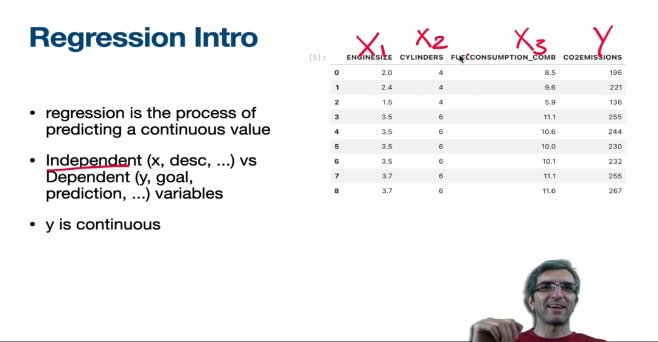 Regression Intro
• regression is the process of
predicting a continuous value
• Independent (x, desc, ...) vs
Dependent (y, goal,
prediction, ...) variables
• y is continuous
X1 X2 X3 Y
[5]: ENGINESIZE CYLINDERS FUELCONSUMPTION_COMB CO2EMISSIONS
0 2.0 4 8.5 196
1 2.4 4 9.6 221
2 1.5 4 5.9 136
3 3.5 6 11.1 255
4 3.5 6 10.6 244
5 3.5 6 10.0 230
6 3.5 6 10.1 232
7 3.7 6 11.1 255
8 3.7 6 11.6 267